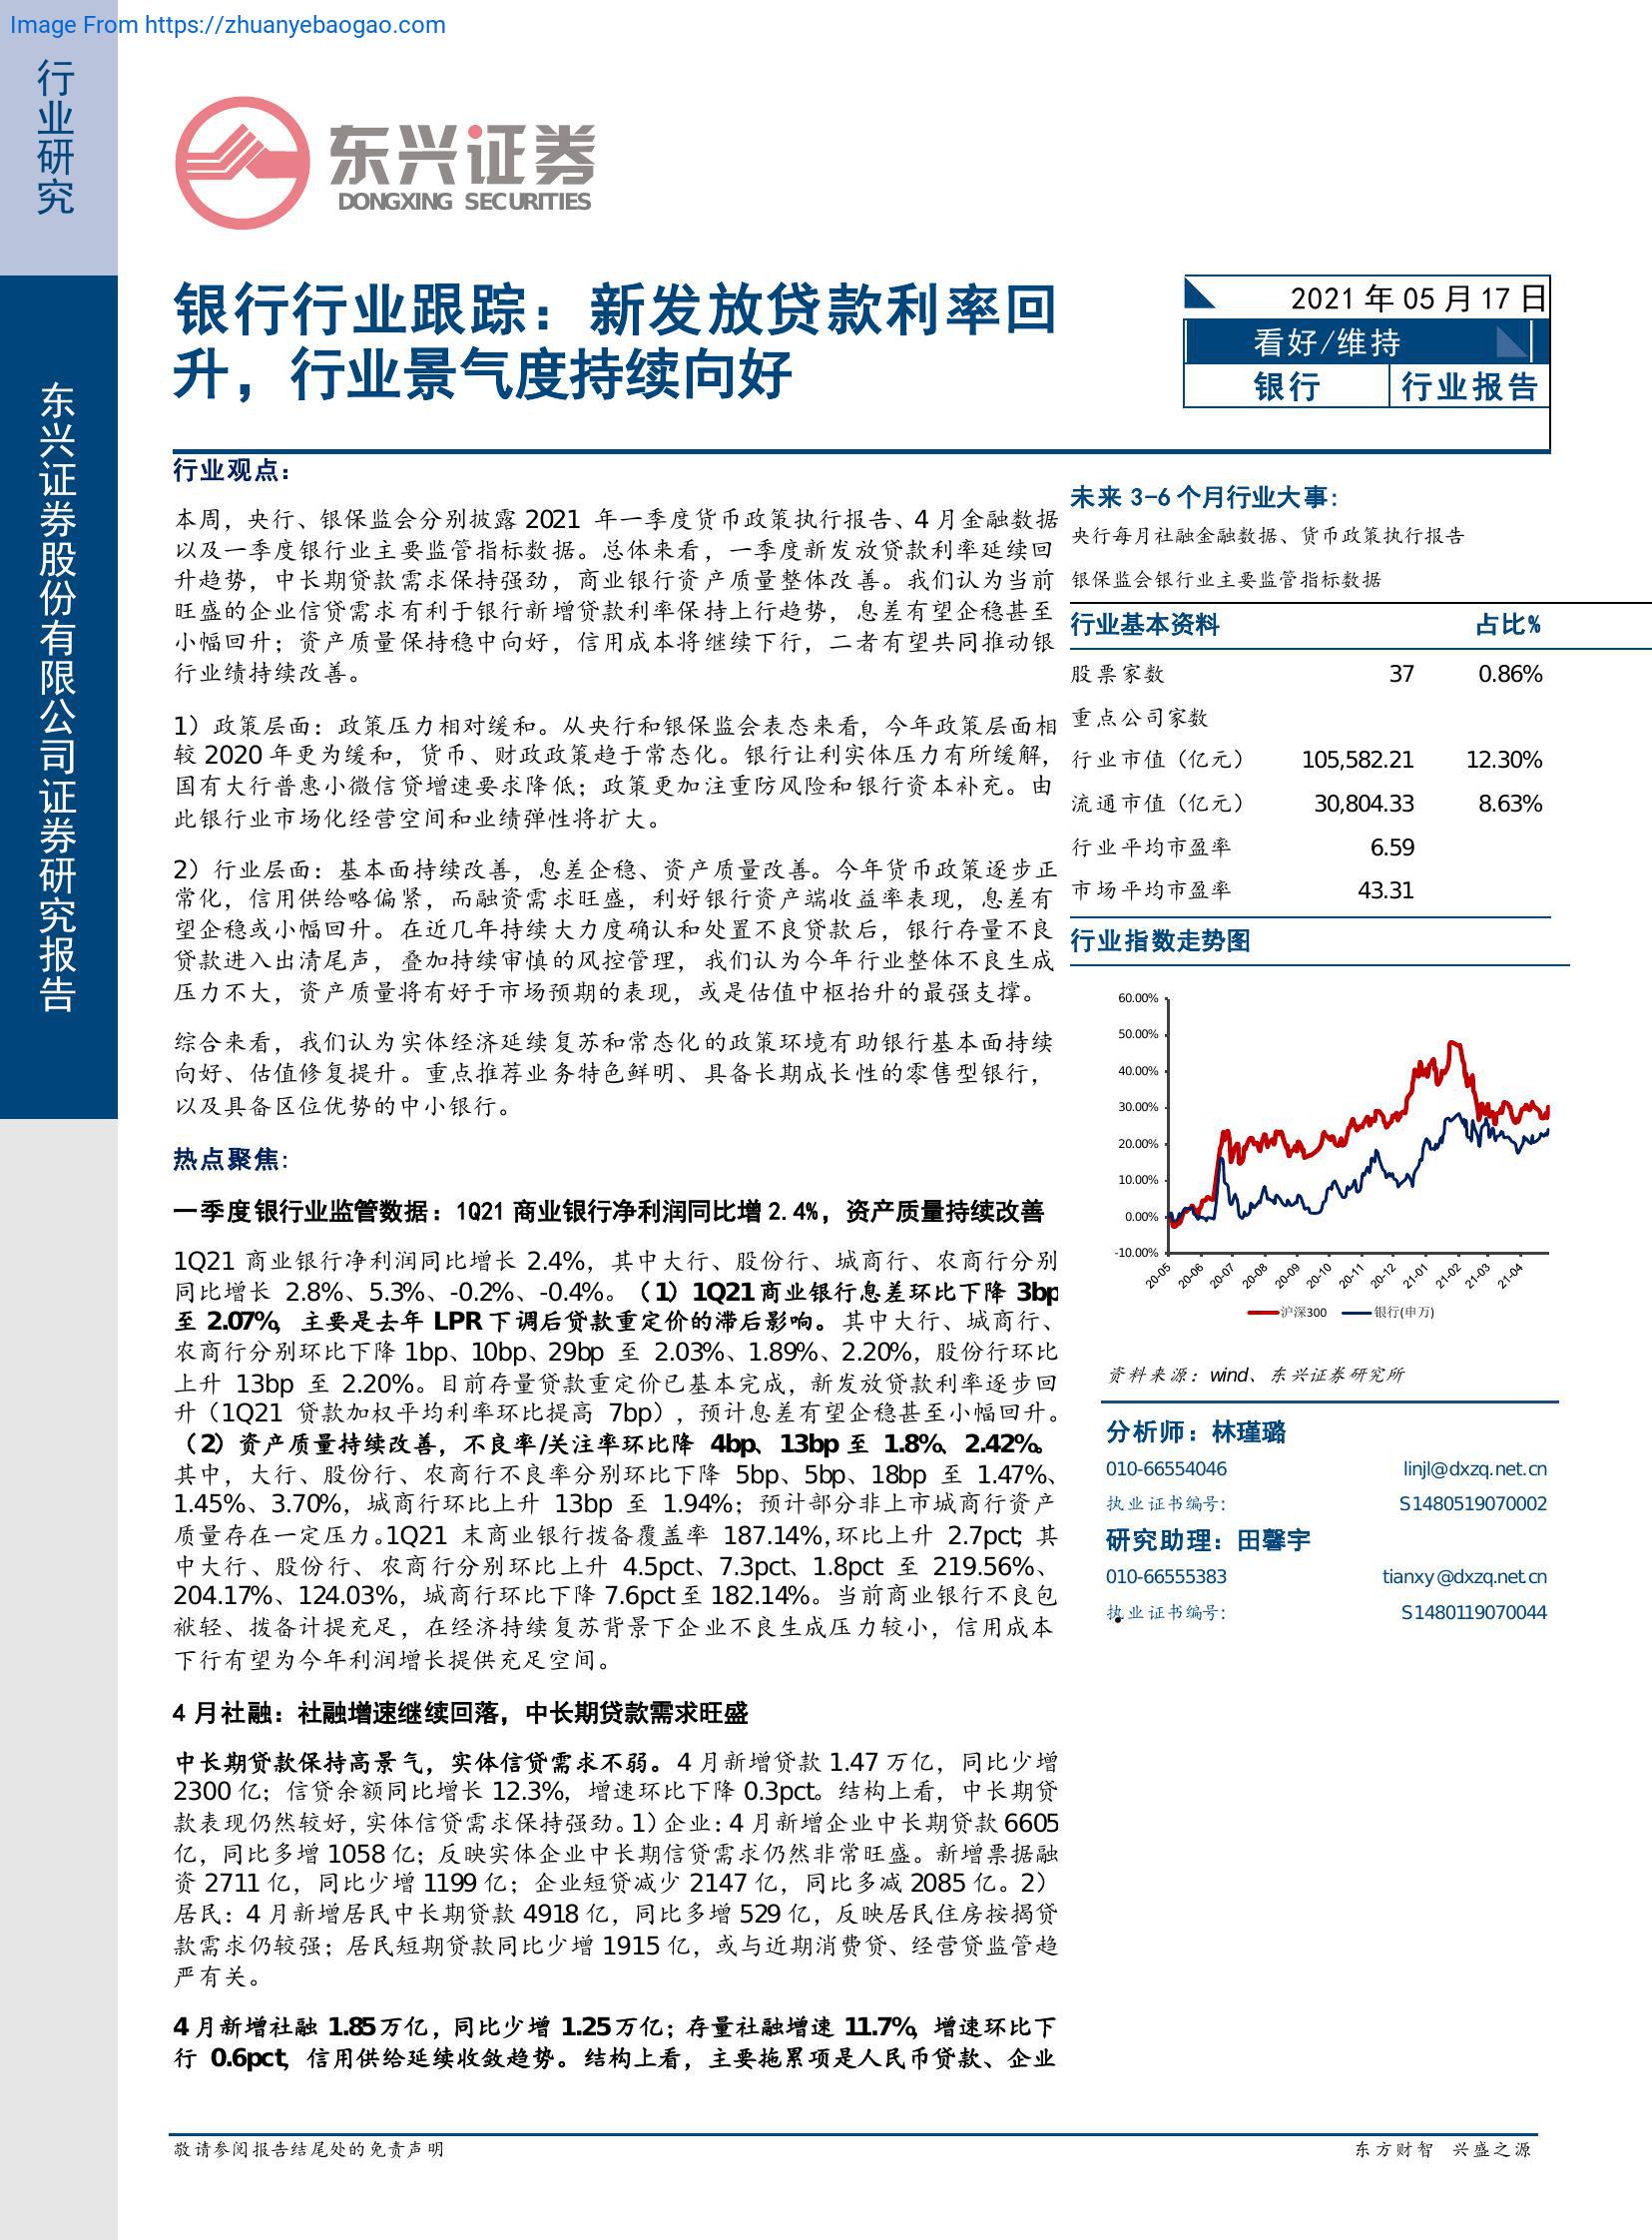 Image From https://zhuanyebaogao.com
行业研究
东兴证券股份有限公司证券研究报告
东兴证券
DONGXING SECURITIES
银行行业跟踪：新发放贷款利率回
升，行业景气度持续向好
2021 年 05 月 17 日
看好/维持
银行 行业报告
行业观点：
本周，央行、银保监会分别披露 2021 年一季度货币政策执行报告、4 月金融数据
以及一季度银行业主要监管指标数据。总体来看，一季度新发放贷款利率延续回
升趋势，中长期贷款需求保持强劲，商业银行资产质量整体改善。我们认为当前
旺盛的企业信贷需求有利于银行新增贷款利率保持上行趋势，息差有望企稳甚至
小幅回升；资产质量保持稳中向好，信用成本将继续下行，二者有望共同推动银
行业绩持续改善。
1）政策层面：政策压力相对缓和。从央行和银保监会表态来看，今年政策层面相
较 2020 年更为缓和，货币、财政政策趋于常态化。银行让利实体压力有所缓解，
国有大行普惠小微信贷增速要求降低；政策更加注重防风险和银行资本补充。由
此银行业市场化经营空间和业绩弹性将扩大。
2）行业层面：基本面持续改善，息差企稳、资产质量改善。今年货币政策逐步正
常化，信用供给略偏紧，而融资需求旺盛，利好银行资产端收益率表现，息差有
望企稳或小幅回升。在近几年持续大力度确认和处置不良贷款后，银行存量不良
贷款进入出清尾声，叠加持续审慎的风控管理，我们认为今年行业整体不良生成
压力不大，资产质量将有好于市场预期的表现，或是估值中枢抬升的最强支撑。
综合来看，我们认为实体经济延续复苏和常态化的政策环境有助银行基本面持续
向好、估值修复提升。重点推荐业务特色鲜明、具备长期成长性的零售型银行，
以及具备区位优势的中小银行。
热点聚焦：
一季度银行业监管数据：1Q21 商业银行净利润同比增 2.4%，资产质量持续改善
1Q21 商业银行净利润同比增长 2.4%，其中大行、股份行、城商行、农商行分别
同比增长 2.8%、5.3%、-0.2%、-0.4%。（1）1Q21 商业银行息差环比下降 3bp
至 2.07%，主要是去年 LPR 下调后贷款重定价的滞后影响。其中大行、城商行、
农商行分别环比下降 1bp、10bp、29bp 至 2.03%、1.89%、2.20%，股份行环比
上升 13bp 至 2.20%。目前存量贷款重定价已基本完成，新发放贷款利率逐步回
升（1Q21 贷款加权平均利率环比提高 7bp），预计息差有望企稳甚至小幅回升。
（2）资产质量持续改善，不良率/关注率环比降 4bp、13bp 至 1.8%、2.42%。
其中，大行、股份行、农商行不良率分别环比下降 5bp、5bp、18bp 至 1.47%、
1.45%、3.70%，城商行环比上升 13bp 至 1.94%；预计部分非上市城商行资产
质量存在一定压力。1Q21 末商业银行拨备覆盖率 187.14%,环比上升 2.7pct，其
中大行、股份行、农商行分别环比上升 4.5pct、7.3pct、1.8pct 至 219.56%、
204.17%、124.03%，城商行环比下降 7.6pct 至 182.14%。当前商业银行不良包
袱轻、拨备计提充足，在经济持续复苏背景下企业不良生成压力较小，信用成本
下行有望为今年利润增长提供充足空间。
4 月社融：社融增速继续回落，中长期贷款需求旺盛
中长期贷款保持高景气，实体信贷需求不弱。4 月新增贷款 1.47 万亿，同比少增
2300 亿；信贷余额同比增长 12.3%，增速环比下降 0.3pct。结构上看，中长期贷
款表现仍然较好，实体信贷需求保持强劲。1）企业：4 月新增企业中长期贷款 6605
亿，同比多增 1058 亿；反映实体企业中长期信贷需求仍然非常旺盛。新增票据融
资 2711 亿，同比少增 1199 亿；企业短贷减少 2147 亿，同比多减 2085 亿。2）
居民：4 月新增居民中长期贷款 4918 亿，同比多增 529 亿，反映居民住房按揭贷
款需求仍较强；居民短期贷款同比少增 1915 亿，或与近期消费贷、经营贷监管趋
严有关。
4 月新增社融 1.85 万亿，同比少增 1.25 万亿；存量社融增速 11.7%，增速环比下
行 0.6pct，信用供给延续收敛趋势。结构上看，主要拖累项是人民币贷款、企业
未来 3-6 个月行业大事：
央行每月社融金融数据、货币政策执行报告
银保监会银行业主要监管指标数据
行业基本资料 占比%
股票家数 37 0.86%
重点公司家数
行业市值（亿元） 105,582.21 12.30%
流通市值（亿元） 30,804.33 8.63%
行业平均市盈率 6.59
市场平均市盈率 43.31
行业指数走势图
60.00%
50.00%
40.00%
30.00%
20.00%
10.00%
0.00%
-10.00%
20-05 20-06 20-07 20-08 20-09 20-10 20-11 20-12 21-01 21-02 21-03 21-04
沪深300 银行(申万)
资料来源：wind、东兴证券研究所
分析师：林瑾璐
010-66554046 linjl@dxzq.net.cn
执业证书编号： S1480519070002
研究助理：田馨宇
010-66555383 tianxy@dxzq.net.cn
执业证书编号： S1480119070044
敬请参阅报告结尾处的免责声明 东方财智 兴盛之源